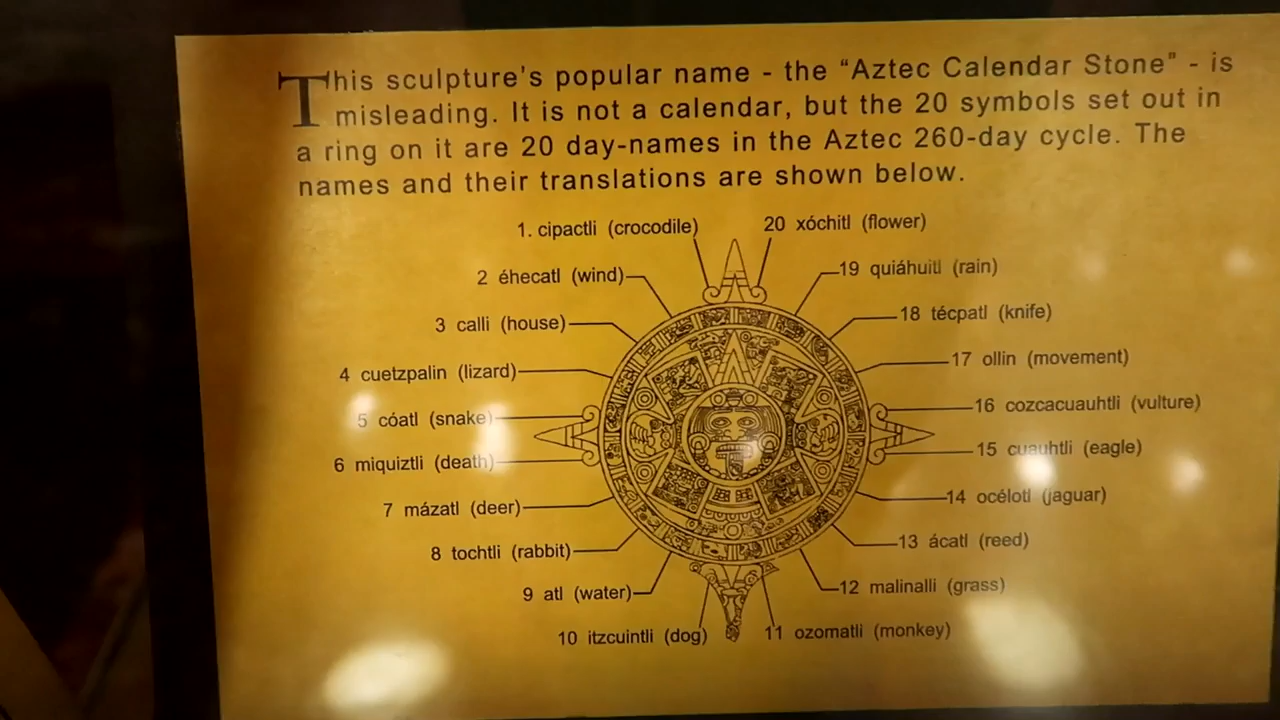 This sculpture's popular name - the “Aztec Calendar Stone” - is
misleading. It is not a calendar, but the 20 symbols set out in
a ring on it are 20 day-names in the Aztec 260-day cycle. The
names and their translations are shown below.
1. cipactli (crocodile)
20 xóchitl (flower)
2 éhecatl (wind)
19 quiáhuitl (rain)
3 calli (house)
18 técpatl (knife)
4 cuetzpalin (lizard)
17 ollin (movement)
5 cóatl (snake)
16 cozcacuauhtli (vulture)
6 miquiztli (death)
15 cuauhtli (eagle)
7 mázatl (deer)
14 océlotl (jaguar)
8 tochtli (rabbit)
13 ácatl (reed)
9 atl (water)
12 malinalli (grass)
10 itzcuintli (dog)
11 ozomatli (monkey)